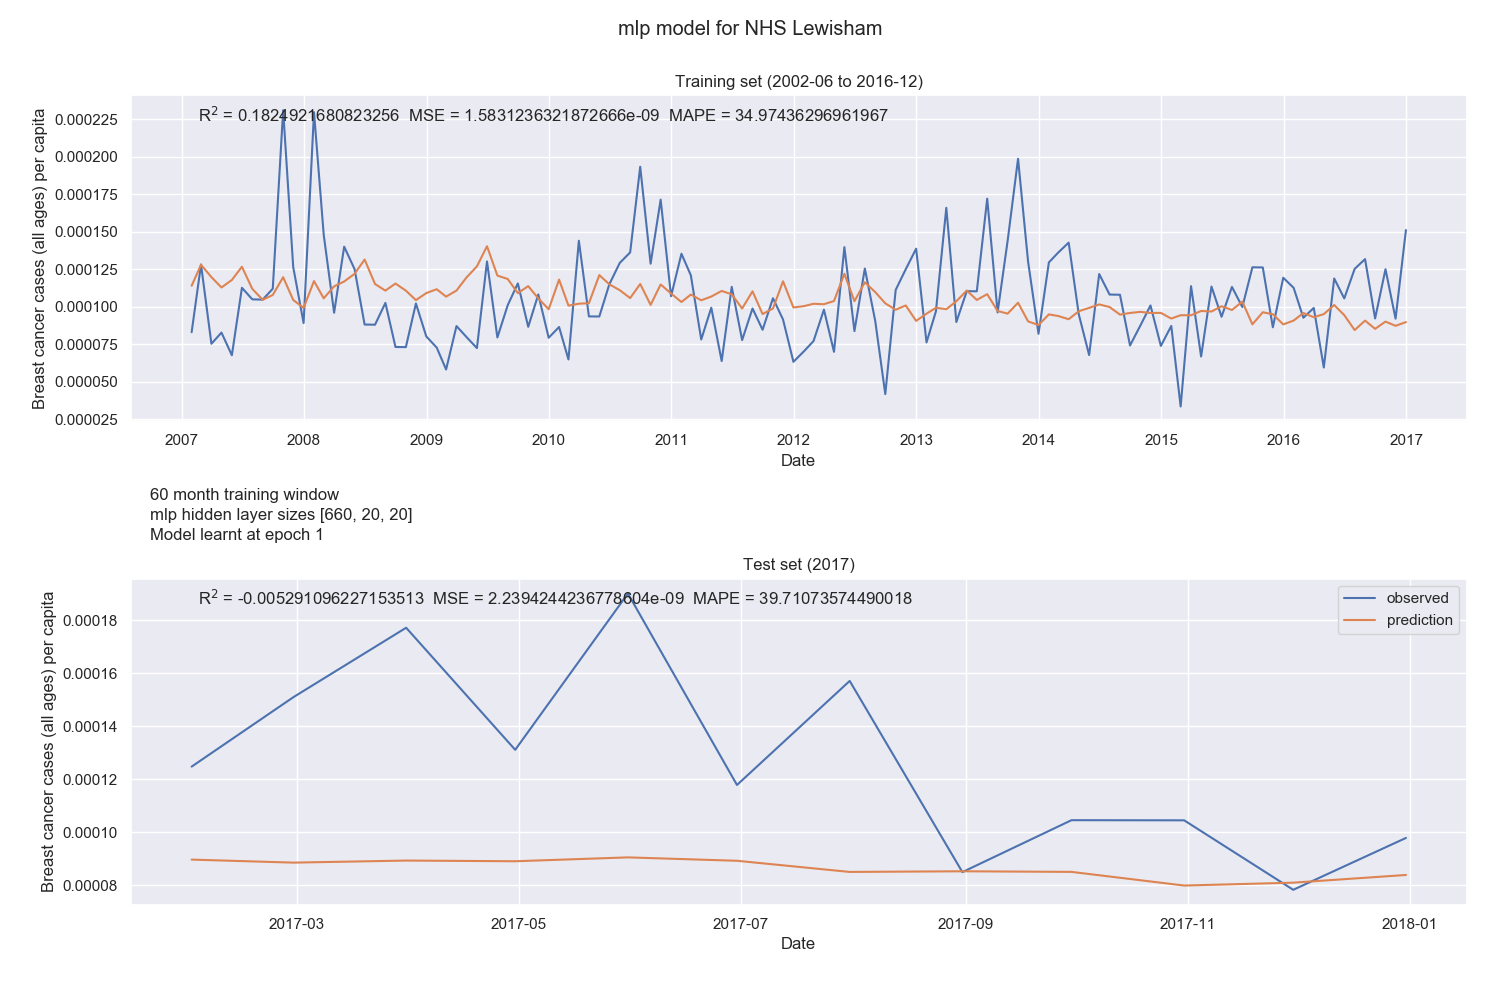 mlp model for NHS Lewisham
Training set (2002-06 to 2016-12)
R² = 0.1824921680823256 MSE = 1.5831236321872666e-09 MAPE = 34.97436296961967
Breast cancer cases (all ages) per capita
0.000225
0.000200
0.000175
0.000150
0.000125
0.000100
0.000075
0.000050
0.000025
2007 2008 2009 2010 2011 2012 2013 2014 2015 2016 2017
Date
60 month training window
mlp hidden layer sizes [660, 20, 20]
Model learnt at epoch 1
Test set (2017)
R² = -0.005291096227153513 MSE = 2.2394244236778604e-09 MAPE = 39.71073574490018
observed
prediction
Breast cancer cases (all ages) per capita
0.00018
0.00016
0.00014
0.00012
0.00010
0.00008
2017-03 2017-05 2017-07 2017-09 2017-11 2018-01
Date